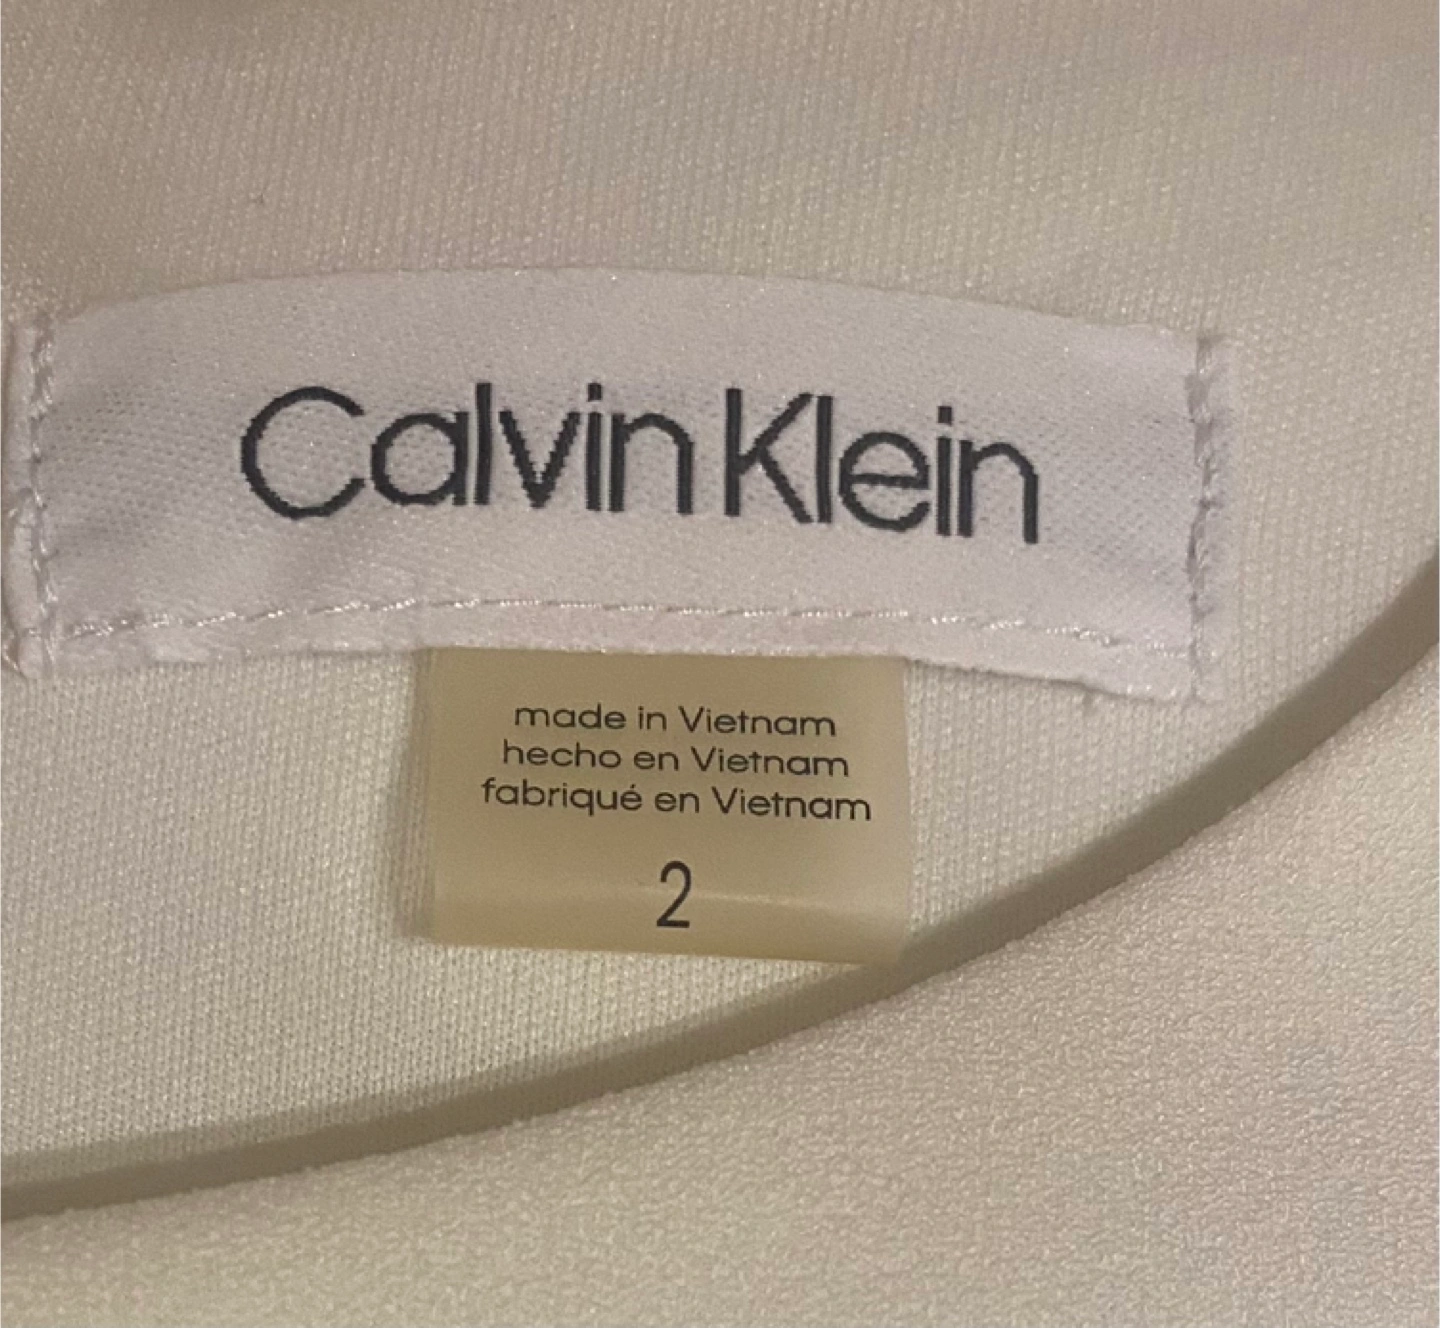 Calvin Klein
made in Vietnam
hecho en Vietnam
fabriqué en Vietnam
2